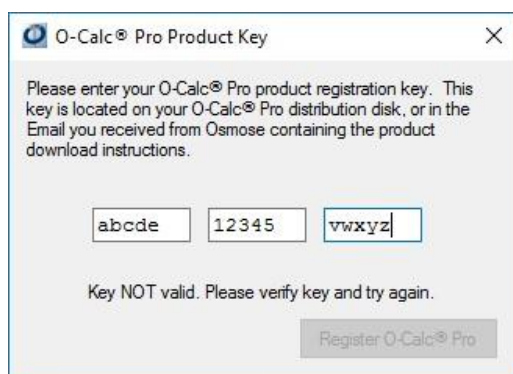 O-Calc® Pro Product Key
Please enter your O-Calc® Pro product registration key. This
key is located on your O-Calc® Pro distribution disk, or in the
Email you received from Osmose containing the product
download instructions.
abcde 12345 vwxyz
Key NOT valid. Please verify key and try again.
Register O-Calc® Pro